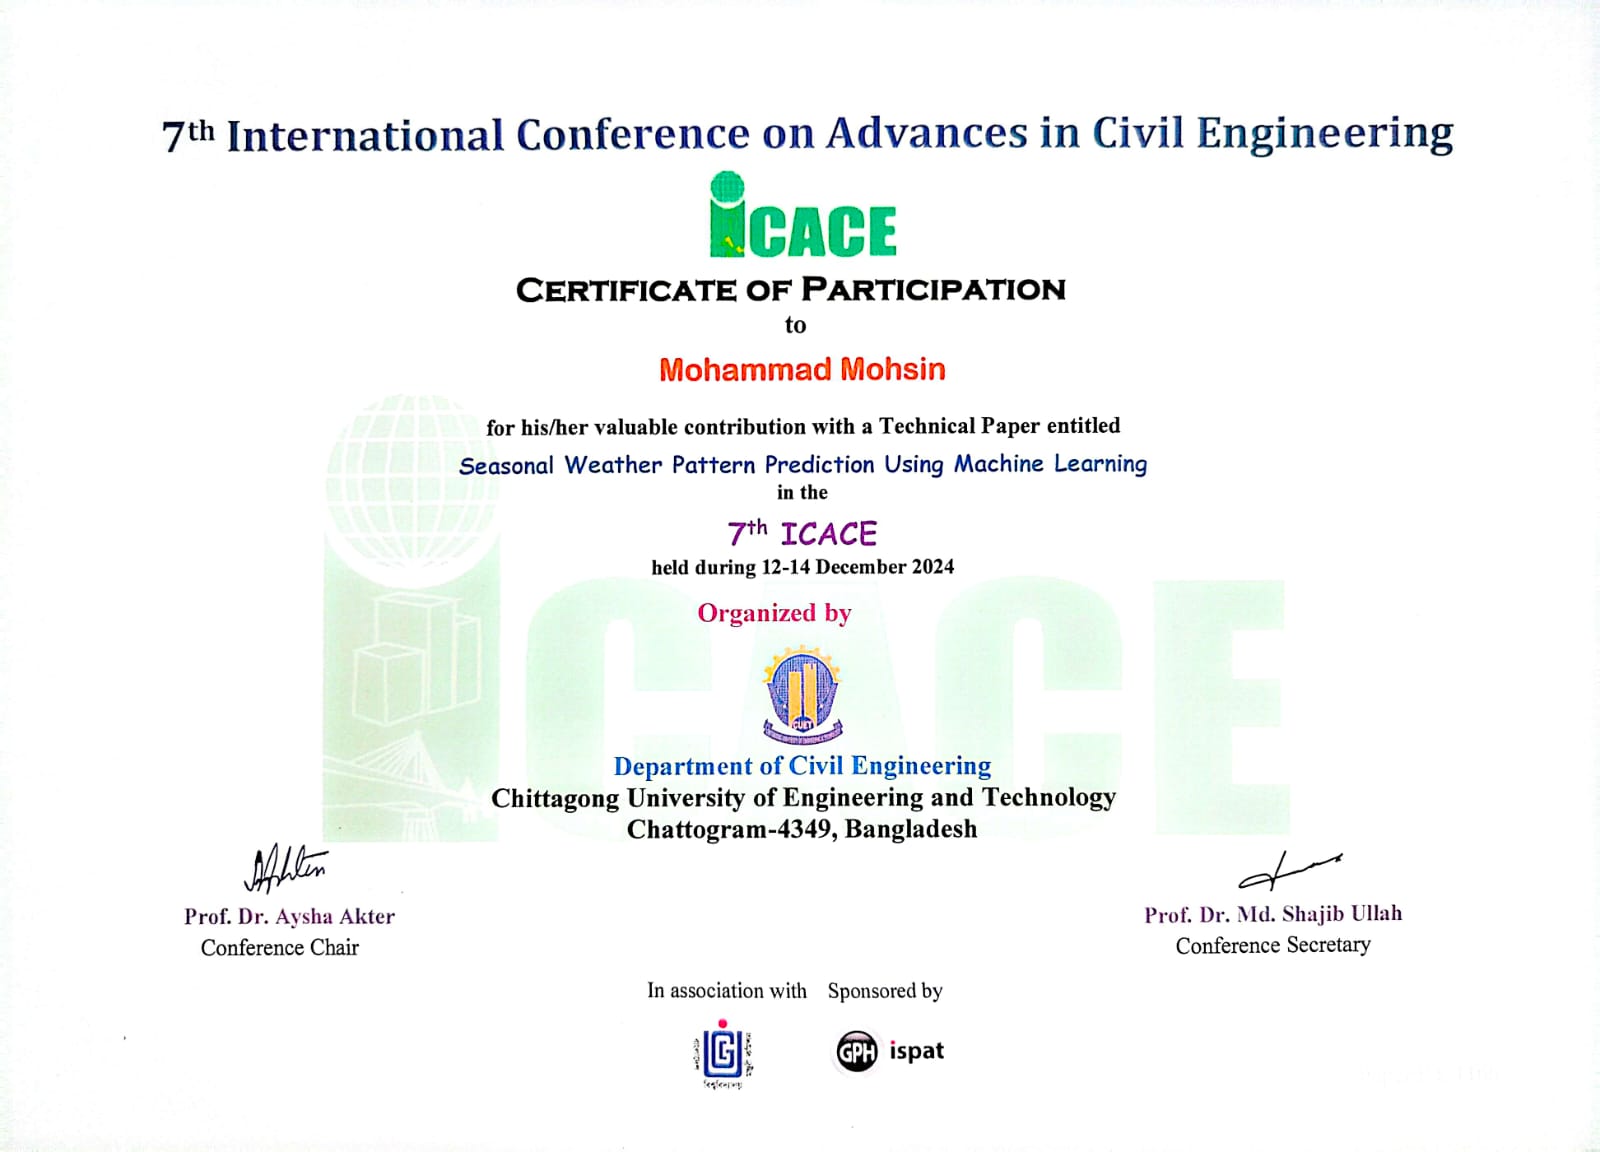 7th International Conference on Advances in Civil Engineering
iCACE
CERTIFICATE OF PARTICIPATION
to
Mohammad Mohsin
for his/her valuable contribution with a Technical Paper entitled
Seasonal Weather Pattern Prediction Using Machine Learning
in the
7th ICACE
held during 12-14 December 2024
Organized by
CUET
Department of Civil Engineering
Chittagong University of Engineering and Technology
Chattogram-4349, Bangladesh
Prof. Dr. Aysha Akter
Conference Chair
Prof. Dr. Md. Shajib Ullah
Conference Secretary
In association with Sponsored by
GPH ispat